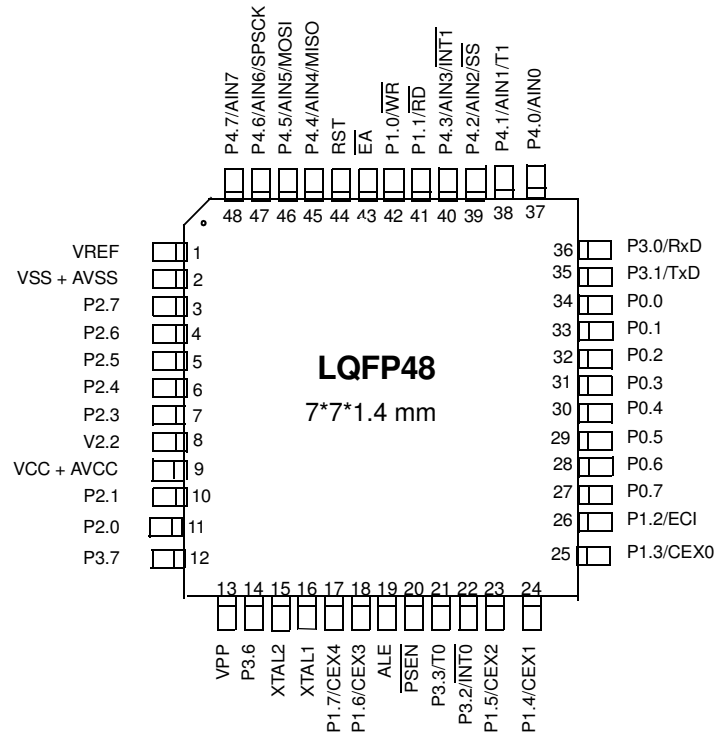 P4.7/AIN7
P4.6/AIN6/SPSCK
P4.5/AIN5/MOSI
P4.4/AIN4/MISO
RST
E̅A̅
P1.0/W̅R̅
P1.1/R̅D̅
P4.3/AIN3/I̅N̅T̅1̅
P4.2/AIN2/S̅S̅
P4.1/AIN1/T1
P4.0/AIN0
48
47
46
45
44
43
42
41
40
39
38
37
VREF 1
VSS + AVSS 2
P2.7 3
P2.6 4
P2.5 5
P2.4 6
P2.3 7
V2.2 8
VCC + AVCC 9
P2.1 10
P2.0 11
P3.7 12
LQFP48
7*7*1.4 mm
36 P3.0/RxD
35 P3.1/TxD
34 P0.0
33 P0.1
32 P0.2
31 P0.3
30 P0.4
29 P0.5
28 P0.6
27 P0.7
26 P1.2/ECI
25 P1.3/CEX0
13
14
15
16
17
18
19
20
21
22
23
24
VPP
P3.6
XTAL2
XTAL1
P1.7/CEX4
P1.6/CEX3
ALE
P̅S̅E̅N̅
P3.3/T0
P3.2/I̅N̅T̅0̅
P1.5/CEX2
P1.4/CEX1